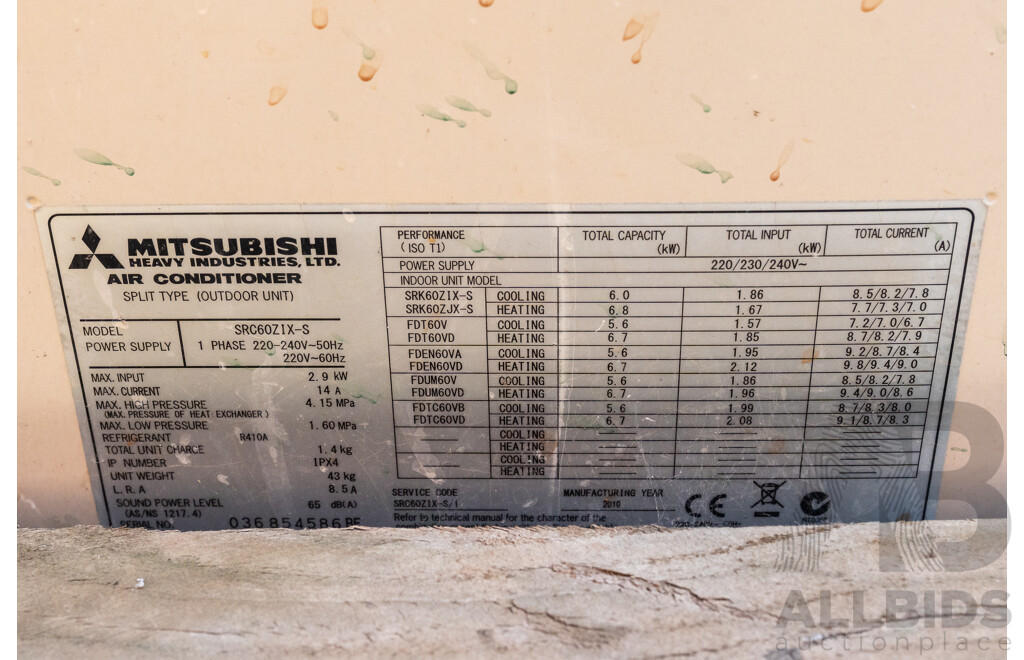 MITSUBISHI
HEAVY INDUSTRIES, LTD.
AIR CONDITIONER
SPLIT TYPE (OUTDOOR UNIT)
MODEL SRC60ZIX-S
POWER SUPPLY 1 PHASE 220-240V~50Hz
220V~60Hz
MAX. INPUT 2.9 kW
MAX. CURRENT 14 A
MAX. HIGH PRESSURE 4.15 MPa
(MAX. PRESSURE OF HEAT EXCHANGER)
MAX. LOW PRESSURE 1.60 MPa
REFRIGERANT R410A
TOTAL UNIT CHARGE 1.4 kg
IP NUMBER IPX4
UNIT WEIGHT 43 kg
L.R.A 8.5A
SOUND POWER LEVEL 65 dB(A)
(AS/NS 1217.4)
SERIAL NO. 036854586BE
PERFORMANCE TOTAL CAPACITY TOTAL INPUT TOTAL CURRENT
(ISO T1) (kW) (kW) (A)
POWER SUPPLY 220/230/240V~
INDOOR UNIT MODEL
SRK60ZIX-S COOLING 6.0 1.86 8.5/8.2/7.8
SRK60ZJX-S HEATING 6.8 1.67 7.7/7.3/7.0
FDT60V COOLING 5.6 1.57 7.2/7.0/6.7
FDT60VD HEATING 6.7 1.85 8.7/8.2/7.9
FDEN60VA COOLING 5.6 1.95 9.2/8.7/8.4
FDEN60VD HEATING 6.7 2.12 9.8/9.4/9.0
FDUM60V COOLING 5.6 1.86 8.5/8.2/7.8
FDUM60VD HEATING 6.7 1.96 9.4/9.0/8.6
FDTC60VB COOLING 5.6 1.99 8.7/8.3/8.0
FDTC60VD HEATING 6.7 2.08 9.1/8.7/8.3
COOLING
HEATING
COOLING
HEATING
SERVICE CODE MANUFACTURING YEAR
SRC60ZIX-S/1 2010
CE
Refer to technical manual for the character of the
B
ALLBIDS
auctionplace